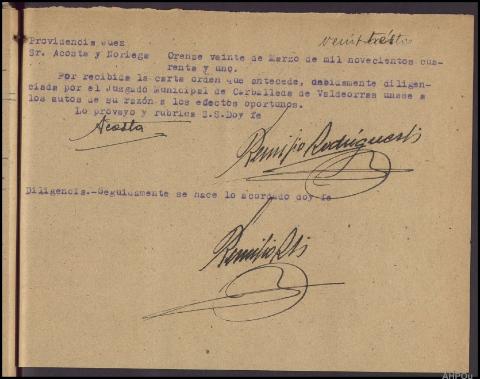 veintitrés
Providencia Juez
Sr. Acosta y Noriega Orense veinte de Marzo de mil novecientos cua-
renta y uno.
Por recibida la carta orden que antecede, debidamente diligen-
ciada por el Juzgado Municipal de Carballeda de Valdeorras unase a
los autos de su razón a los edectos oportunos.
Lo proveyo y rubrica S.S.Doy fe
Acosta
Remigio Rodriguez
Diligencia.-Seguidamente se hace lo acordado doy fe
Remigio
AHPOu